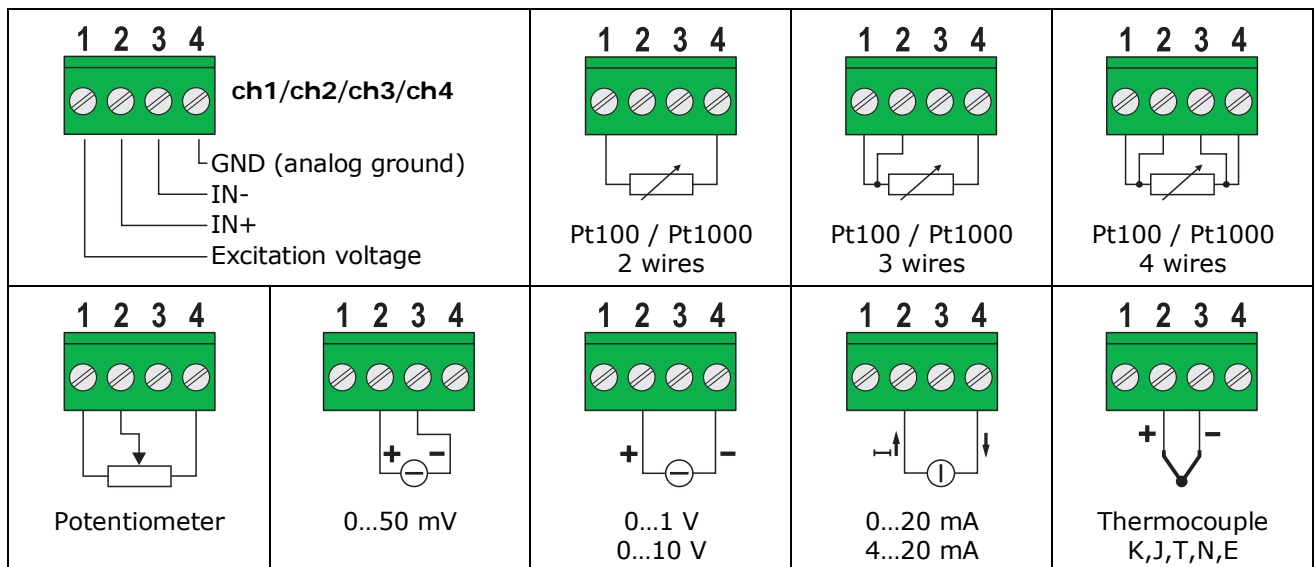 1 2 3 4
ch1/ch2/ch3/ch4
GND (analog ground)
IN-
IN+
Excitation voltage
1 2 3 4
Pt100 / Pt1000
2 wires
1 2 3 4
Pt100 / Pt1000
3 wires
1 2 3 4
Pt100 / Pt1000
4 wires
1 2 3 4
Potentiometer
1 2 3 4
+ −
0...50 mV
1 2 3 4
+ −
0...1 V
0...10 V
1 2 3 4
I
0...20 mA
4...20 mA
1 2 3 4
+ −
Thermocouple
K,J,T,N,E